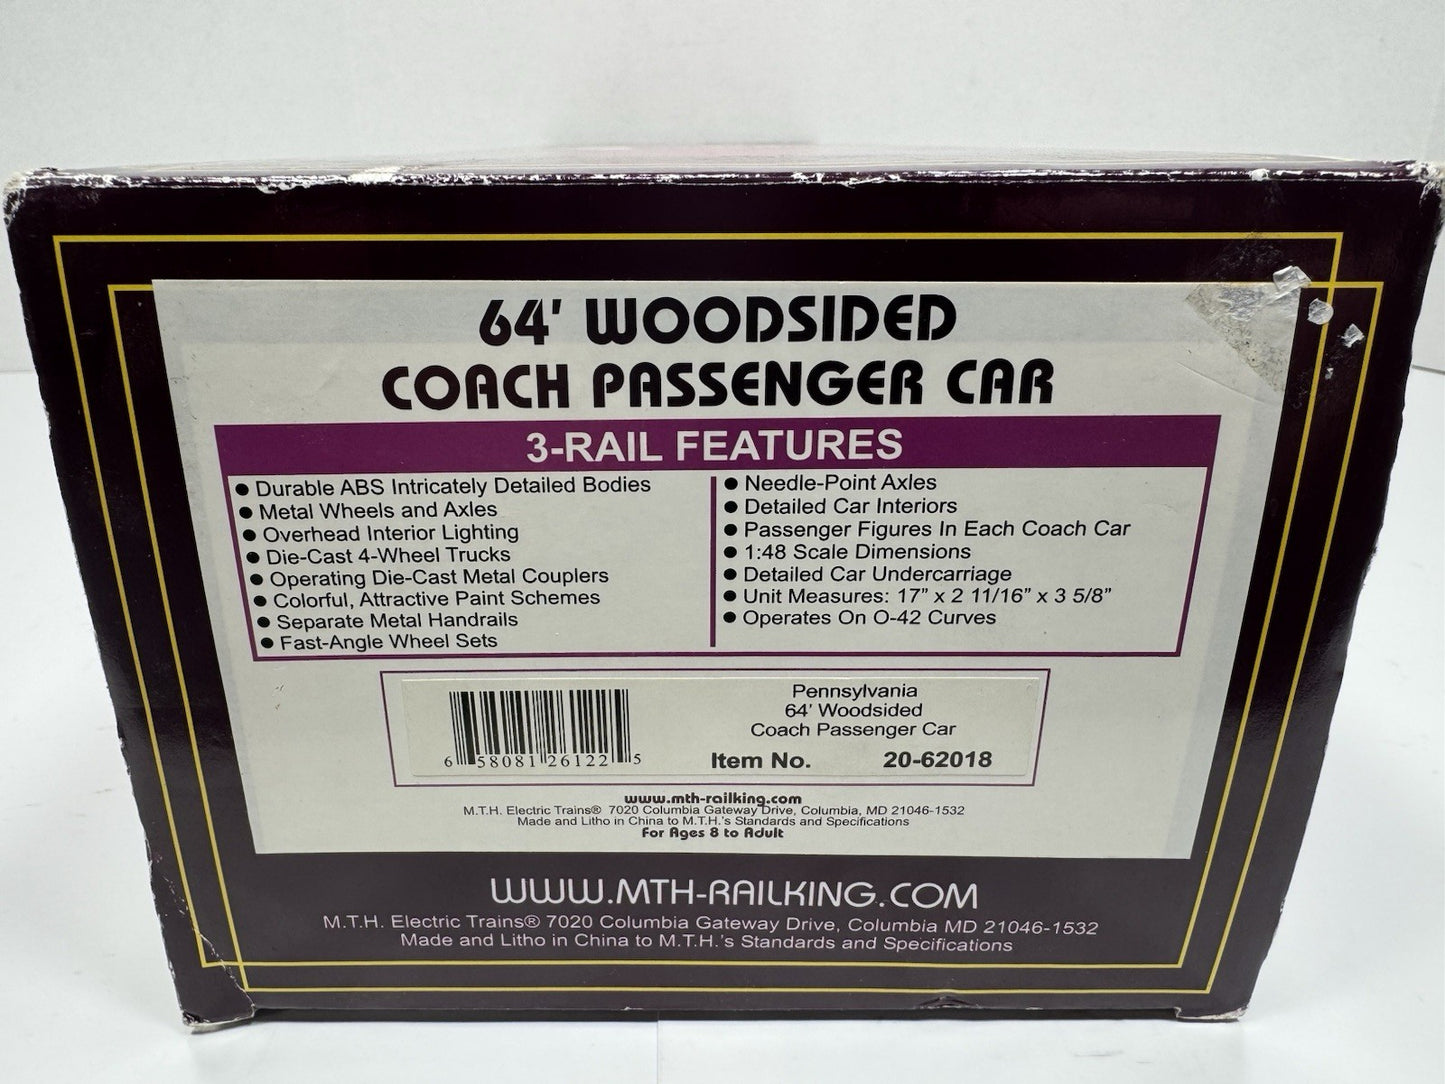 64' WOODSIDED
COACH PASSENGER CAR
3-RAIL FEATURES
● Durable ABS Intricately Detailed Bodies
● Metal Wheels and Axles
● Overhead Interior Lighting
● Die-Cast 4-Wheel Trucks
● Operating Die-Cast Metal Couplers
● Colorful, Attractive Paint Schemes
● Separate Metal Handrails
● Fast-Angle Wheel Sets
● Needle-Point Axles
● Detailed Car Interiors
● Passenger Figures In Each Coach Car
● 1:48 Scale Dimensions
● Detailed Car Undercarriage
● Unit Measures: 17” x 2 11/16” x 3 5/8”
● Operates On O-42 Curves
6 58081 26122 5
Pennsylvania
64' Woodsided
Coach Passenger Car
Item No. 20-62018
www.mth-railking.com
M.T.H. Electric Trains® 7020 Columbia Gateway Drive, Columbia, MD 21046-1532
Made and Litho in China to M.T.H.'s Standards and Specifications
For Ages 8 to Adult
WWW.MTH-RAILKING.COM
M.T.H. Electric Trains® 7020 Columbia Gateway Drive, Columbia MD 21046-1532
Made and Litho in China to M.T.H.'s Standards and Specifications